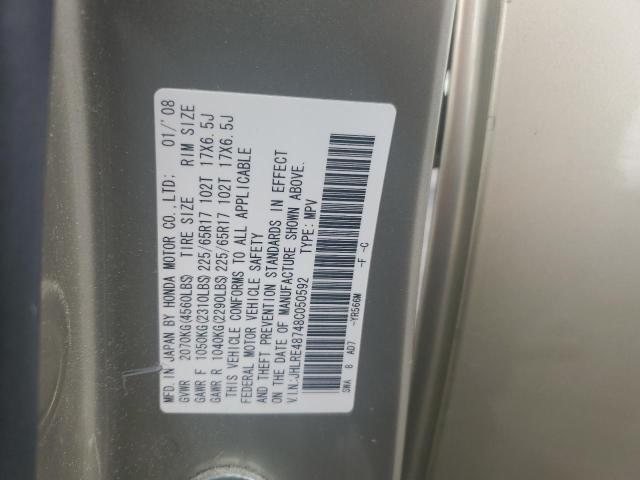 MFD. IN JAPAN BY HONDA MOTOR CO., LTD; 01/'08
GVWR 2070KG(4560LBS) TIRE SIZE RIM SIZE
GAWR F 1050KG(2310LBS) 225/65R17 102T 17X6.5J
GAWR R 1040KG(2290LBS) 225/65R17 102T 17X6.5J
THIS VEHICLE CONFORMS TO ALL APPLICABLE
FEDERAL MOTOR VEHICLE SAFETY
AND THEFT PREVENTION STANDARDS IN EFFECT
ON THE DATE OF MANUFACTURE SHOWN ABOVE.
V.I.N.:JHLRE48748C050592 TYPE: MPV
SWA 8 AD7 -YR566M -F -C